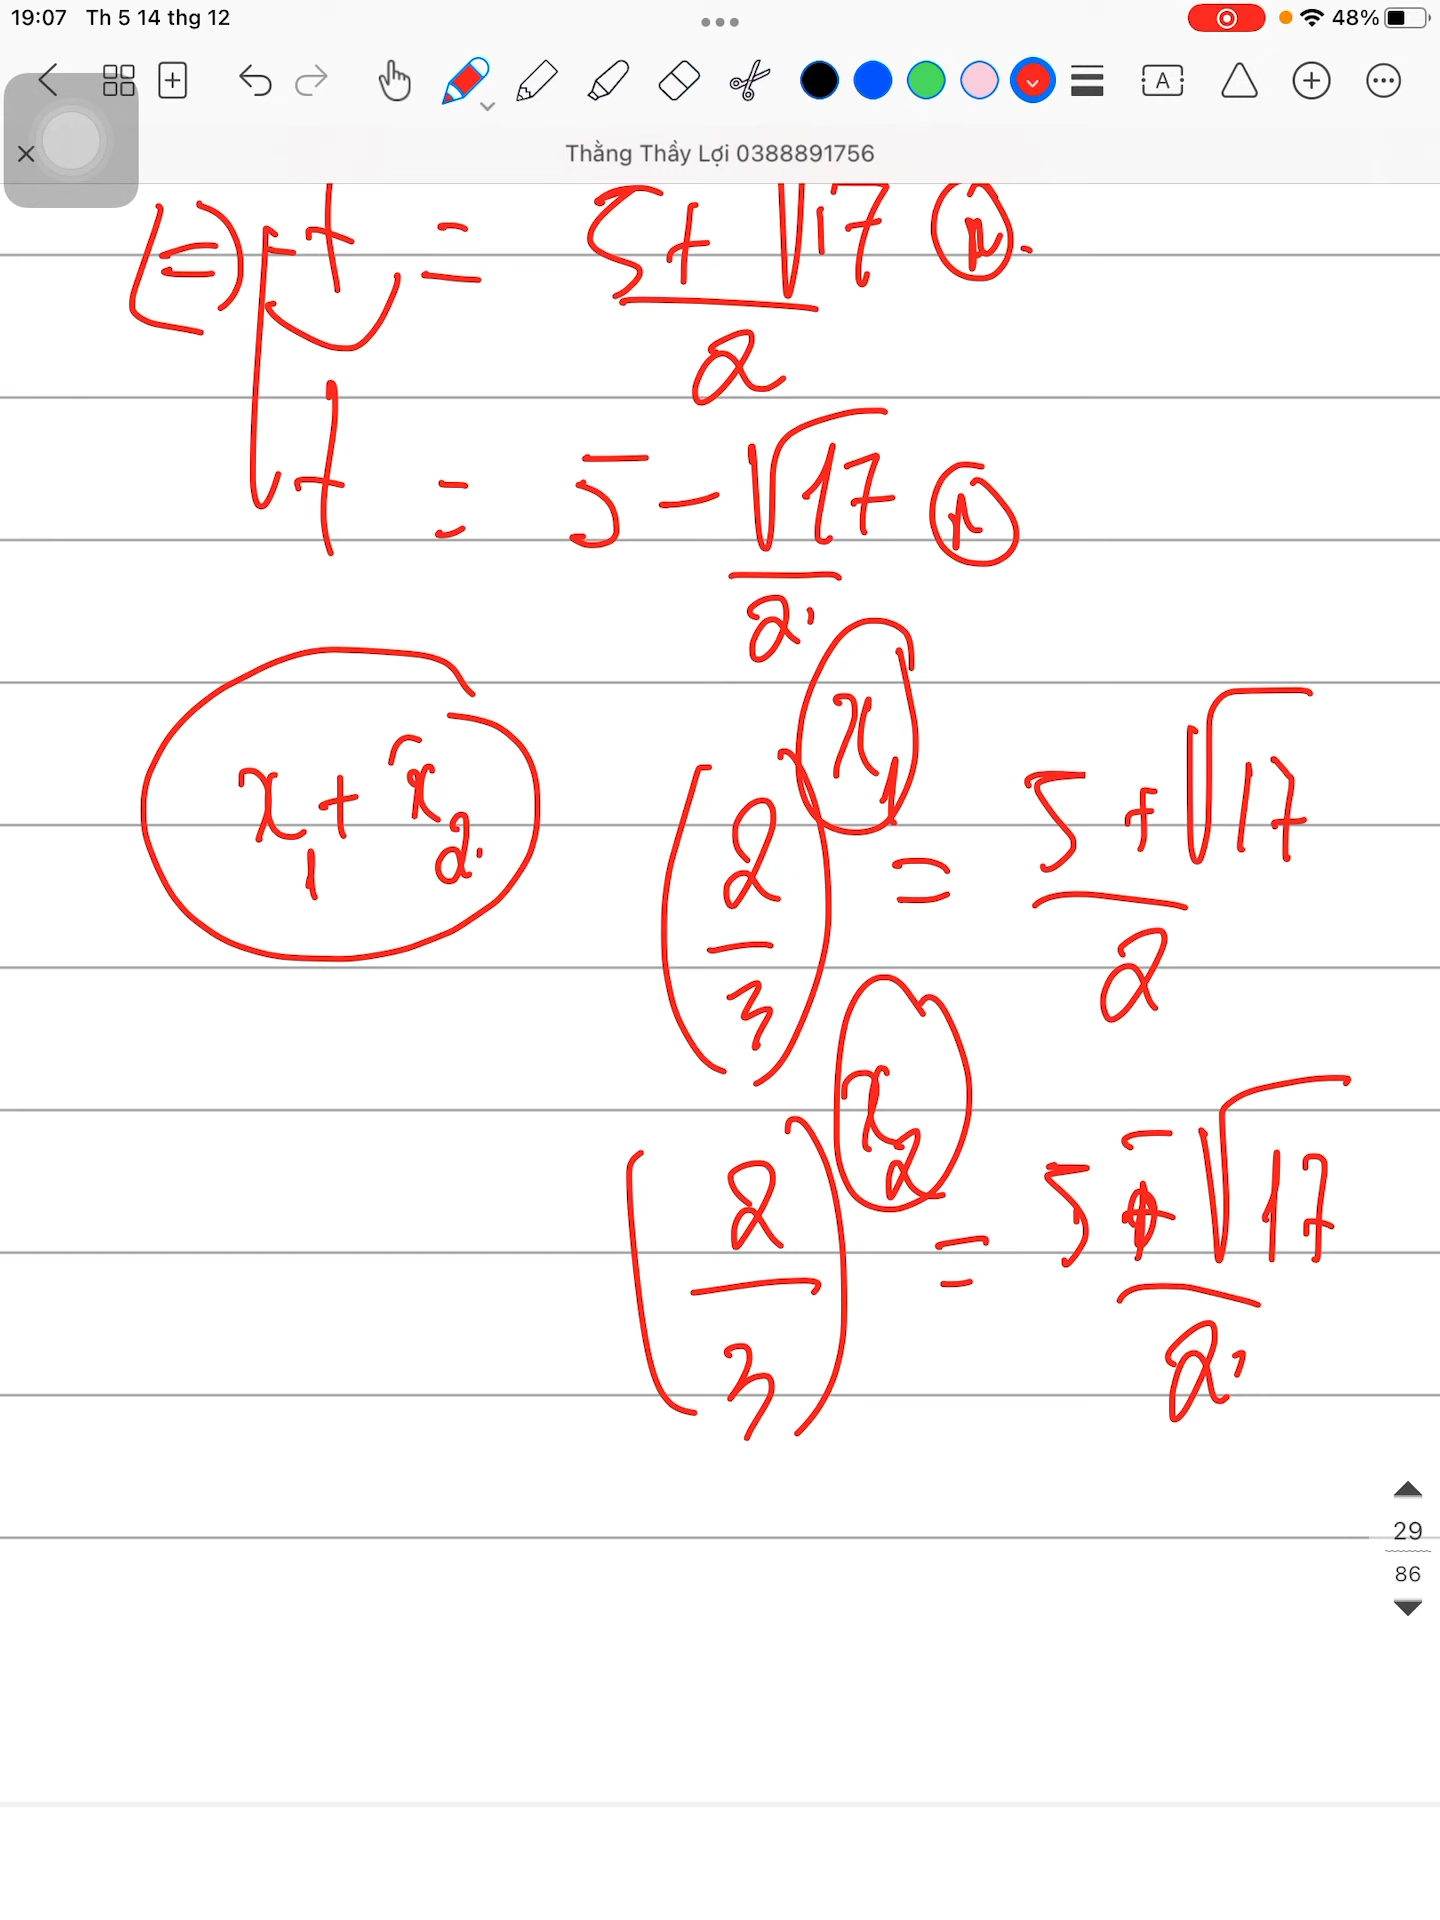 19:07 Th 5 14 thg 12 48%
A
Thằng Thầy Lợi 0388891756
(=) t = 5 + √17 / 2 (n).
t = 5 - √17 / 2 (n)
x₁ + x₂
(2/3)^x₁ = 5 + √17 / 2
(2/3)^x₂ = 5 - √17 / 2
29
86